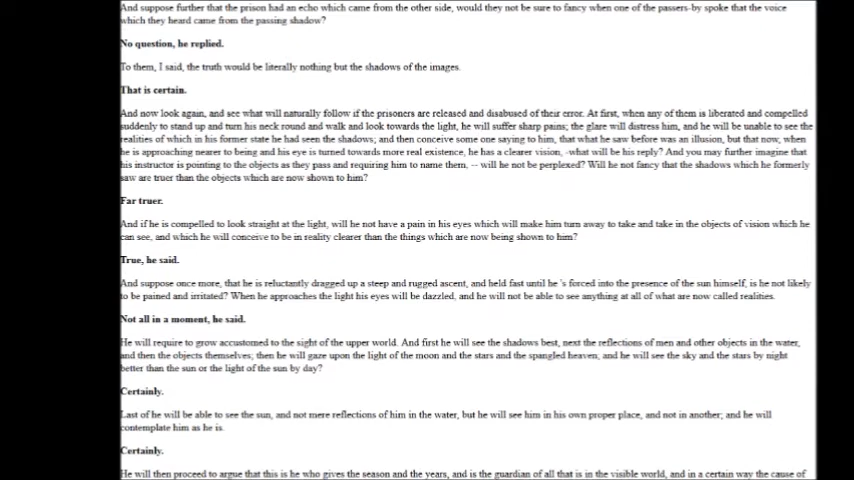 And suppose further that the prison had an echo which came from the other side, would they not be sure to fancy when one of the passers-by spoke that the voice
which they heard came from the passing shadow?
No question, he replied.
To them, I said, the truth would be literally nothing but the shadows of the images.
That is certain.
And now look again, and see what will naturally follow if the prisoners are released and disabused of their error. At first, when any of them is liberated and compelled
suddenly to stand up and turn his neck round and walk and look towards the light, he will suffer sharp pains; the glare will distress him, and he will be unable to see the
realities of which in his former state he had seen the shadows; and then conceive some one saying to him, that what he saw before was an illusion, but that now, when
he is approaching nearer to being and his eye is turned towards more real existence, he has a clearer vision, -what will be his reply? And you may further imagine that
his instructor is pointing to the objects as they pass and requiring him to name them, -- will he not be perplexed? Will he not fancy that the shadows which he formerly
saw are truer than the objects which are now shown to him?
Far truer.
And if he is compelled to look straight at the light, will he not have a pain in his eyes which will make him turn away to take and take in the objects of vision which he
can see, and which he will conceive to be in reality clearer than the things which are now being shown to him?
True, he said.
And suppose once more, that he is reluctantly dragged up a steep and rugged ascent, and held fast until he 's forced into the presence of the sun himself, is he not likely
to be pained and irritated? When he approaches the light his eyes will be dazzled, and he will not be able to see anything at all of what are now called realities.
Not all in a moment, he said.
He will require to grow accustomed to the sight of the upper world. And first he will see the shadows best, next the reflections of men and other objects in the water,
and then the objects themselves; then he will gaze upon the light of the moon and the stars and the spangled heaven; and he will see the sky and the stars by night
better than the sun or the light of the sun by day?
Certainly.
Last of he will be able to see the sun, and not mere reflections of him in the water, but he will see him in his own proper place, and not in another; and he will
contemplate him as he is.
Certainly.
He will then proceed to argue that this is he who gives the season and the years, and is the guardian of all that is in the visible world, and in a certain way the cause of